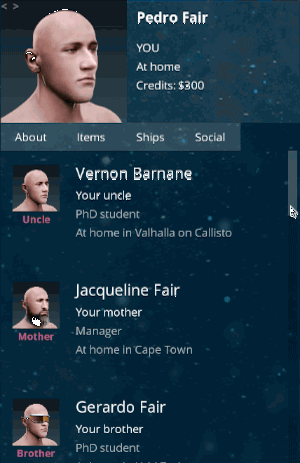 < >
Pedro Fair
YOU
At home
Credits: $300
About Items Ships Social
Vernon Barnane
Your uncle
PhD student
At home in Valhalla on Callisto
Uncle
Jacqueline Fair
Your mother
Manager
At home in Cape Town
Mother
Gerardo Fair
Your brother
PhD student
Brother